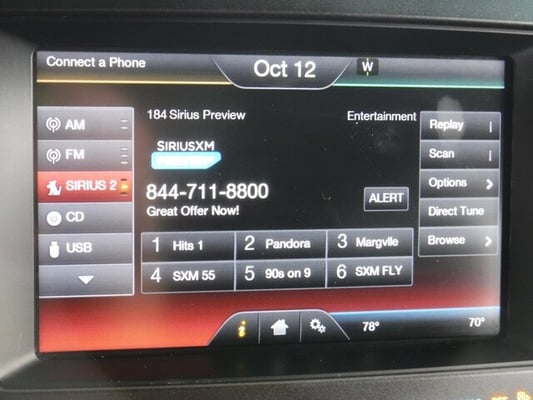 Connect a Phone
Oct 12
W
184 Sirius Preview
Entertainment
AM
FM
SIRIUS 2
CD
USB
SIRIUSXM
PREVIEW
844-711-8800
Great Offer Now!
ALERT
Replay
Scan
Options
Direct Tune
Browse
1 Hits 1
2 Pandora
3 Margvlle
4 SXM 55
5 90s on 9
6 SXM FLY
i
78°
70°